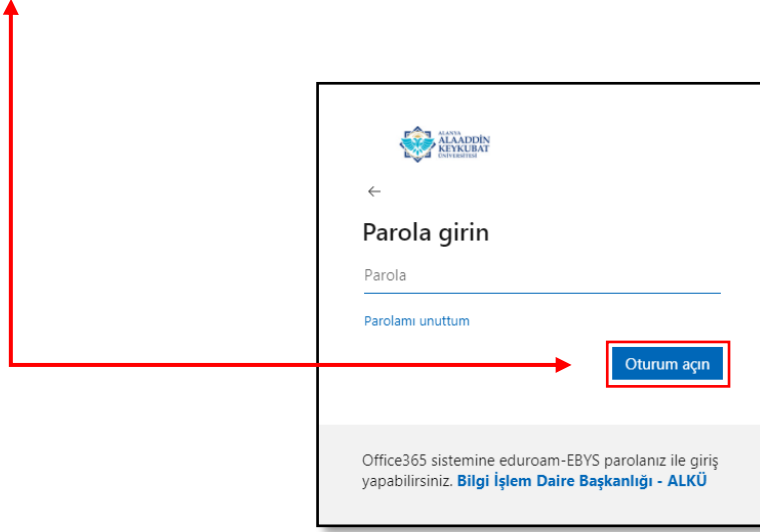 ALANYA
ALAADDİN
KEYKUBAT
ÜNİVERSİTESİ
Parola girin
Parola
Parolamı unuttum
Oturum açın
Office365 sistemine eduroam-EBYS parolanız ile giriş
yapabilirsiniz. Bilgi İşlem Daire Başkanlığı - ALKÜ